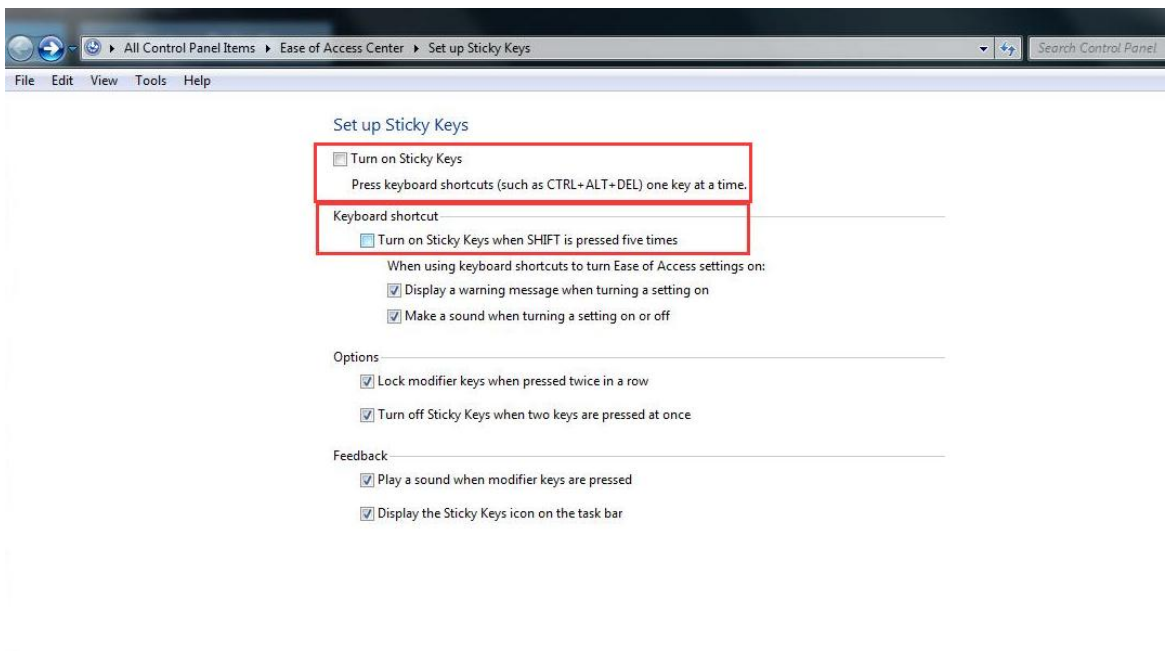 All Control Panel Items Ease of Access Center Set up Sticky Keys Search Control Panel
File Edit View Tools Help
Set up Sticky Keys
Turn on Sticky Keys
Press keyboard shortcuts (such as CTRL+ALT+DEL) one key at a time.
Keyboard shortcut
Turn on Sticky Keys when SHIFT is pressed five times
When using keyboard shortcuts to turn Ease of Access settings on:
Display a warning message when turning a setting on
Make a sound when turning a setting on or off
Options
Lock modifier keys when pressed twice in a row
Turn off Sticky Keys when two keys are pressed at once
Feedback
Play a sound when modifier keys are pressed
Display the Sticky Keys icon on the task bar